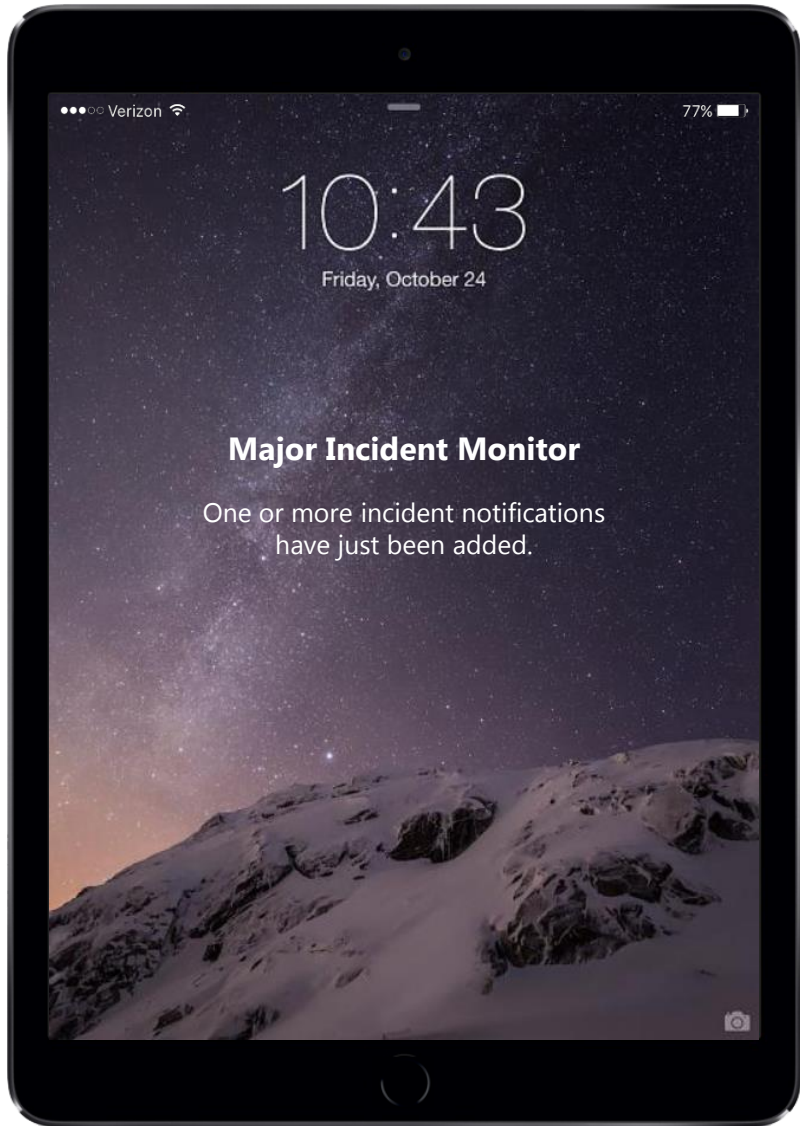 Verizon 77%
10:43
Friday, October 24
Major Incident Monitor
One or more incident notifications
have just been added.